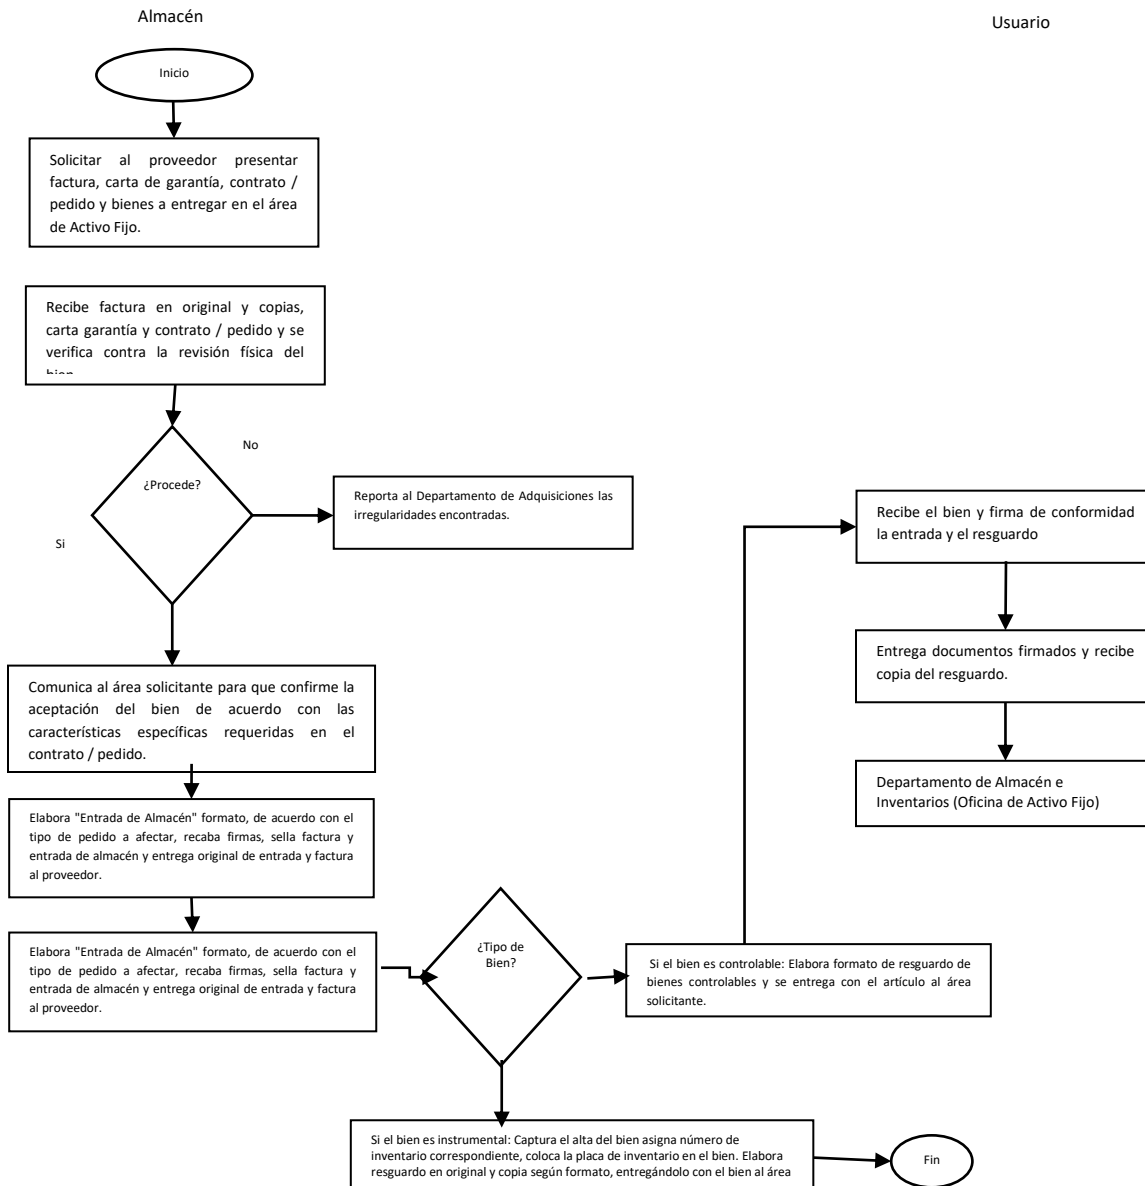 Almacén
Usuario
Inicio
Solicitar al proveedor presentar
factura, carta de garantía, contrato /
pedido y bienes a entregar en el área
de Activo Fijo.
Recibe factura en original y copias,
carta garantía y contrato / pedido y se
verifica contra la revisión física del
bien
¿Procede?
No
Si
Reporta al Departamento de Adquisiciones las
irregularidades encontradas.
Recibe el bien y firma de conformidad
la entrada y el resguardo
Entrega documentos firmados y recibe
copia del resguardo.
Departamento de Almacén e
Inventarios (Oficina de Activo Fijo)
Comunica al área solicitante para que confirme la
aceptación del bien de acuerdo con las
características específicas requeridas en el
contrato / pedido.
Elabora "Entrada de Almacén" formato, de acuerdo con el
tipo de pedido a afectar, recaba firmas, sella factura y
entrada de almacén y entrega original de entrada y factura
al proveedor.
Elabora "Entrada de Almacén" formato, de acuerdo con el
tipo de pedido a afectar, recaba firmas, sella factura y
entrada de almacén y entrega original de entrada y factura
al proveedor.
¿Tipo de
Bien?
Si el bien es controlable: Elabora formato de resguardo de
bienes controlables y se entrega con el artículo al área
solicitante.
Si el bien es instrumental: Captura el alta del bien asigna número de
inventario correspondiente, coloca la placa de inventario en el bien. Elabora
resguardo en original y copia según formato, entregándolo con el bien al área
Fin